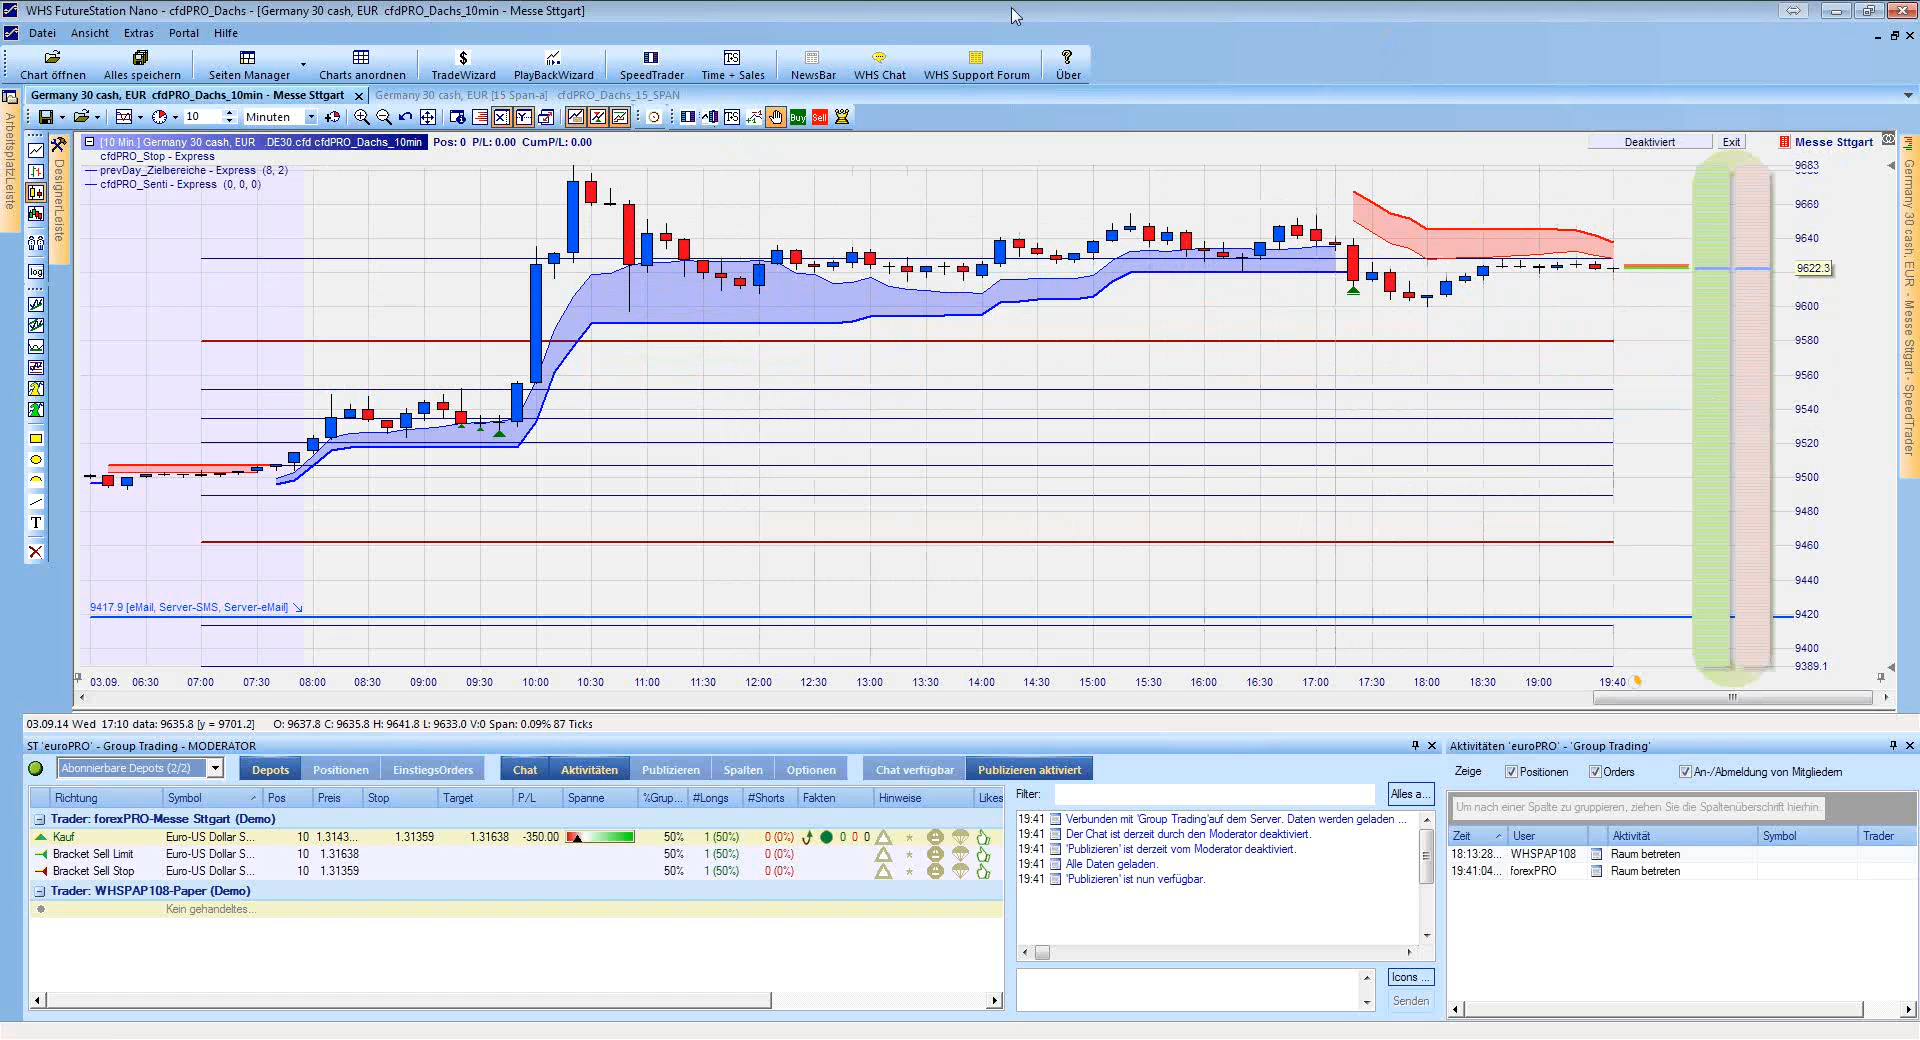 WHS FutureStation Nano - cfdPRO_Dachs - [Germany 30 cash, EUR  cfdPRO_Dachs_10min - Messe Sttgart]
Datei Ansicht Extras Portal Hilfe
Chart öffnen Alles speichern Seiten Manager Charts anordnen TradeWizard PlayBackWizard SpeedTrader Time + Sales NewsBar WHS Chat WHS Support Forum Über
Germany 30 cash, EUR  cfdPRO_Dachs_10min - Messe Sttgart Germany 30 cash, EUR [15 Span-a]  cfdPRO_Dachs_15_SPAN
10 Minuten Buy Sell
ArbeitsplatzLeiste
DesignerLeiste
log
T
[10 Min.] Germany 30 cash, EUR  .DE30.cfd cfdPRO_Dachs_10min Pos: 0  P/L: 0.00  CumP/L: 0.00 Deaktiviert Exit Messe Sttgart
cfdPRO_Stop - Express
prevDay_Zielbereiche - Express  (8, 2)
cfdPRO_Senti - Express  (0, 0, 0)
9683
9660
9640
9622.3
9600
9580
9560
9540
9520
9500
9480
9460
9440
9420
9400
9389.1
9417.9 [eMail, Server-SMS, Server-eMail]
03.09. 06:30 07:00 07:30 08:00 08:30 09:00 09:30 10:00 10:30 11:00 11:30 12:00 12:30 13:00 13:30 14:00 14:30 15:00 15:30 16:00 16:30 17:00 17:30 18:00 18:30 19:00 19:40
Germany 30 cash, EUR - Messe Sttgart - SpeedTrader
03.09.14 Wed  17:10 data: 9635.8 [y = 9701.2] O: 9637.8 C: 9635.8 H: 9641.8 L: 9633.0 V:0 Span: 0.09% 87 Ticks
ST 'euroPRO' - Group Trading - MODERATOR
Abonnierbare Depots (2/2) Depots Positionen EinstiegsOrders Chat Aktivitäten Publizieren Spalten Optionen Chat verfügbar Publizieren aktiviert
Richtung Symbol Pos Preis Stop Target P/L Spanne %Grup... #Longs #Shorts Fakten Hinweise Likes
Trader: forexPRO-Messe Sttgart (Demo)
Kauf Euro-US Dollar S... 10 1.3143... 1.31359 1.31638 -350.00 50% 1 (50%) 0 (0%) 0 0 0
Bracket Sell Limit Euro-US Dollar S... 10 1.31638 50% 1 (50%) 0 (0%)
Bracket Sell Stop Euro-US Dollar S... 10 1.31359 50% 1 (50%) 0 (0%)
Trader: WHSPAP108-Paper (Demo)
Kein gehandeltes...
Filter: Alles a...
19:41 Verbunden mit 'Group Trading'auf dem Server. Daten werden geladen ...
19:41 Der Chat ist derzeit durch den Moderator deaktiviert.
19:41 'Publizieren' ist derzeit vom Moderator deaktiviert.
19:41 Alle Daten geladen.
19:41 'Publizieren' ist nun verfügbar.
Icons ...
Senden
Aktivitäten 'euroPRO' - 'Group Trading'
Zeige Positionen Orders An-/Abmeldung von Mitgliedern
Um nach einer Spalte zu gruppieren, ziehen Sie die Spaltenüberschrift hierhin.
Zeit User Aktivität Symbol Trader
18:13:28... WHSPAP108 Raum betreten
19:41:04... forexPRO Raum betreten